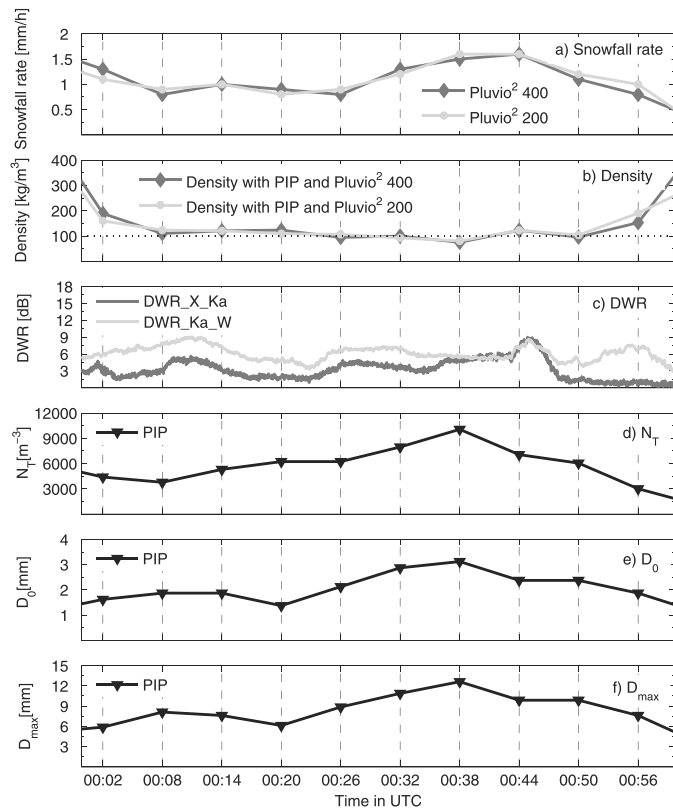 Snowfall rate [mm/h]
2
1.5
1
0.5
a) Snowfall rate
Pluvio² 400
Pluvio² 200
Density [kg/m³]
400
300
200
100
Density with PIP and Pluvio² 400
Density with PIP and Pluvio² 200
b) Density
DWR [dB]
18
15
12
9
6
3
DWR_X_Ka
DWR_Ka_W
c) DWR
N_T[m⁻³]
12000
9000
6000
3000
PIP
d) N_T
D₀[mm]
4
3
2
1
PIP
e) D₀
D_max[mm]
15
12
9
6
3
PIP
f) D_max
00:02 00:08 00:14 00:20 00:26 00:32 00:38 00:44 00:50 00:56
Time in UTC